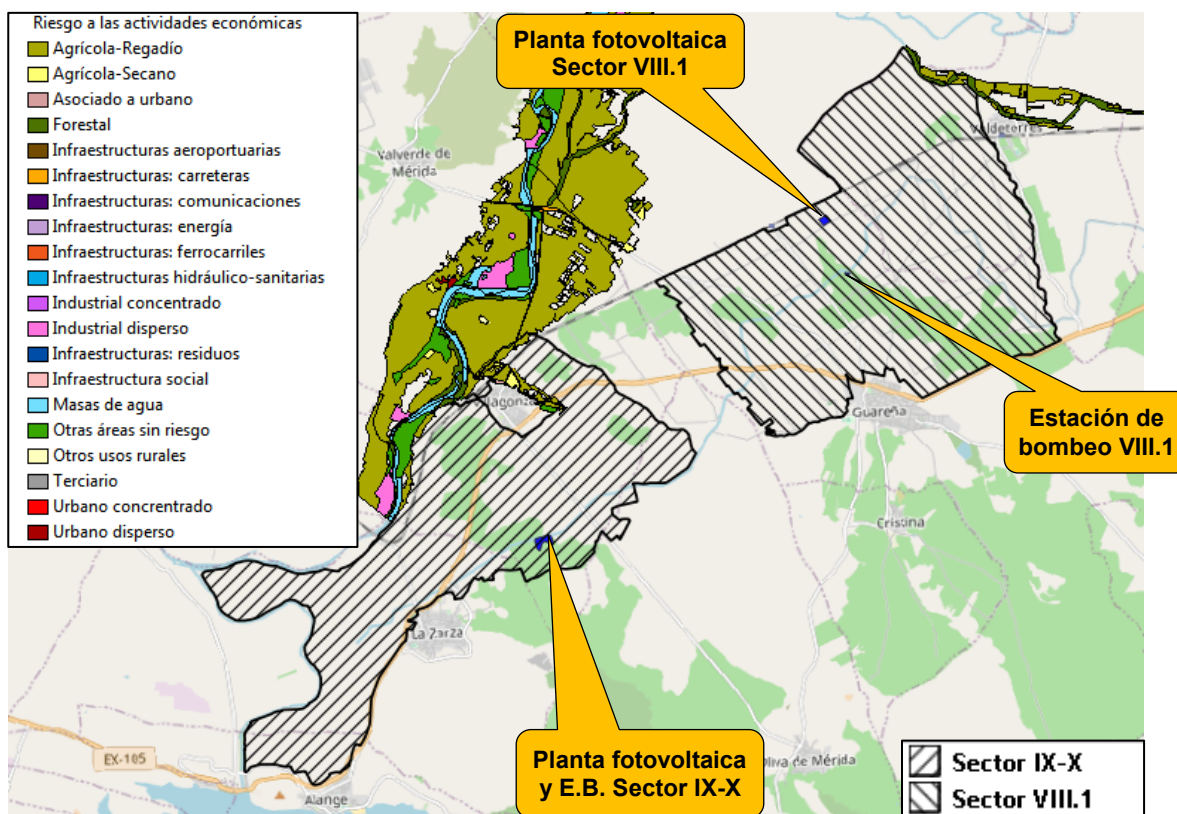 Riesgo a las actividades económicas
Agrícola-Regadío
Agrícola-Secano
Asociado a urbano
Forestal
Infraestructuras aeroportuarias
Infraestructuras: carreteras
Infraestructuras: comunicaciones
Infraestructuras: energía
Infraestructuras: ferrocarriles
Infraestructuras hidráulico-sanitarias
Industrial concentrado
Industrial disperso
Infraestructuras: residuos
Infraestructura social
Masas de agua
Otras áreas sin riesgo
Otros usos rurales
Terciario
Urbano concrentrado
Urbano disperso
Planta fotovoltaica
Sector VIII.1
Valverde de
Mérida
Valdetorres
Guareña
Estación de
bombeo VIII.1
Cristina
La Zarza
Planta fotovoltaica
y E.B. Sector IX-X
Oliva de Mérida
EX-105
Alange
Sector IX-X
Sector VIII.1